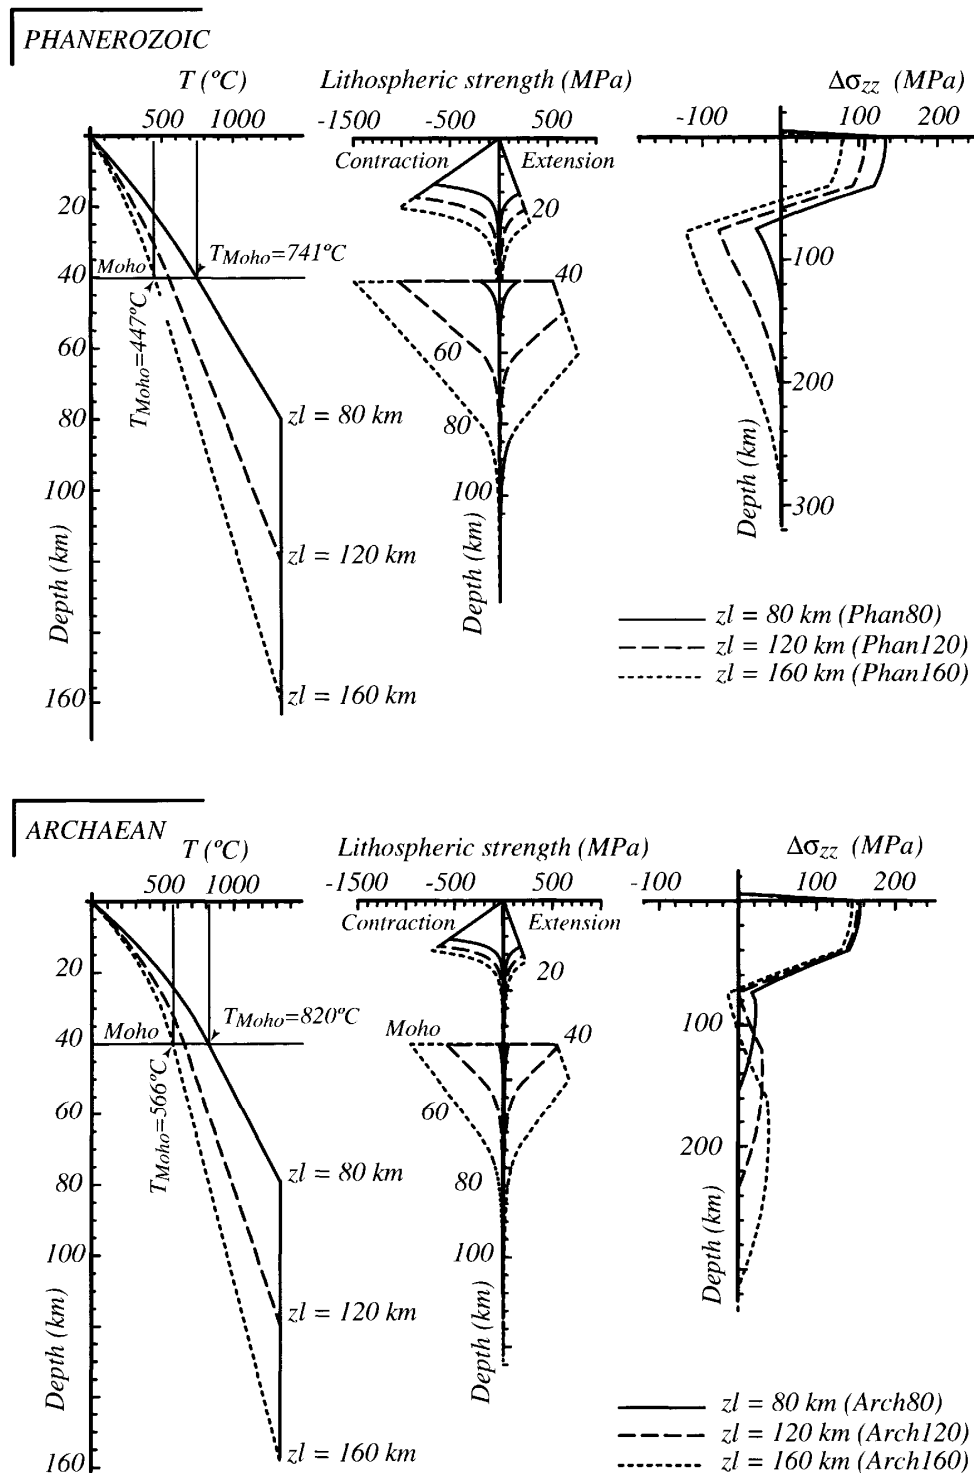 PHANEROZOIC
T (ºC)
Lithospheric strength (MPa)
Δσzz (MPa)
500 1000
-1500 -500 500
-100 100 200
Contraction Extension
20
20
TMoho=741ºC
100
Moho
40
40
TMoho=447ºC
60
60
200
80
zl = 80 km
80
100
100
300
Depth (km)
zl = 120 km
Depth (km)
Depth (km)
160
zl = 160 km
zl = 80 km (Phan80)
zl = 120 km (Phan120)
zl = 160 km (Phan160)
ARCHAEAN
T (ºC)
Lithospheric strength (MPa)
Δσzz (MPa)
500 1000
-1500 -500 500
-100 100 200
Contraction Extension
20
20
TMoho=820ºC
100
Moho
40
Moho
40
TMoho=566ºC
60
60
200
80
zl = 80 km
80
100
100
Depth (km)
zl = 120 km
Depth (km)
Depth (km)
160
zl = 160 km
zl = 80 km (Arch80)
zl = 120 km (Arch120)
zl = 160 km (Arch160)